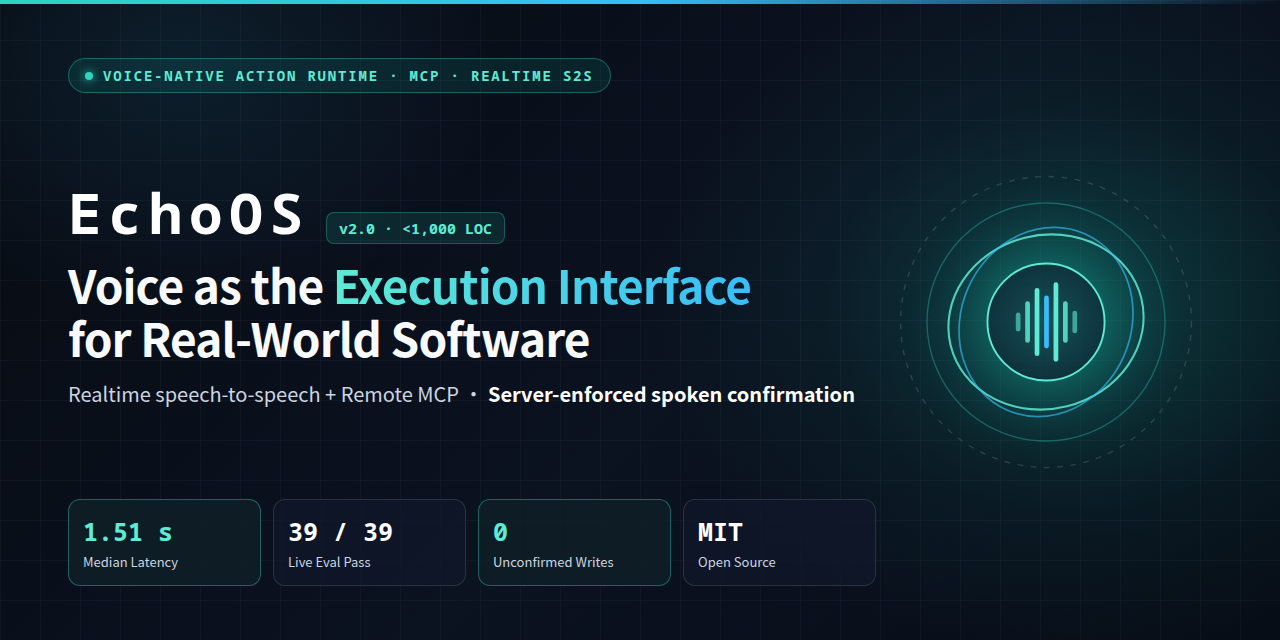 VOICE-NATIVE ACTION RUNTIME · MCP · REALTIME S2S
EchoOS
v2.0 · <1,000 LOC
Voice as the Execution Interface
for Real-World Software
Realtime speech-to-speech + Remote MCP • Server-enforced spoken confirmation
1.51 s
Median Latency
39 / 39
Live Eval Pass
0
Unconfirmed Writes
MIT
Open Source